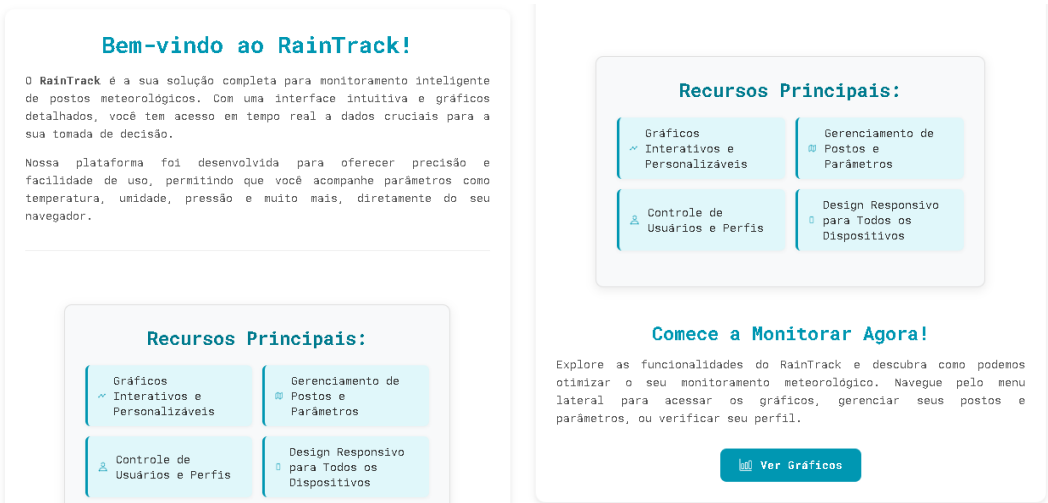 Bem-vindo ao RainTrack!
O RainTrack é a sua solução completa para monitoramento inteligente
de postos meteorológicos. Com uma interface intuitiva e gráficos
detalhados, você tem acesso em tempo real a dados cruciais para a
sua tomada de decisão.
Nossa plataforma foi desenvolvida para oferecer precisão e
facilidade de uso, permitindo que você acompanhe parâmetros como
temperatura, umidade, pressão e muito mais, diretamente do seu
navegador.
Recursos Principais:
Gráficos
Interativos e
Personalizáveis
Gerenciamento de
Postos e
Parâmetros
Controle de
Usuários e Perfis
Design Responsivo
para Todos os
Dispositivos
Recursos Principais:
Gráficos
Interativos e
Personalizáveis
Gerenciamento de
Postos e
Parâmetros
Controle de
Usuários e Perfis
Design Responsivo
para Todos os
Dispositivos
Comece a Monitorar Agora!
Explore as funcionalidades do RainTrack e descubra como podemos
otimizar o seu monitoramento meteorológico. Navegue pelo menu
lateral para acessar os gráficos, gerenciar seus postos e
parâmetros, ou verificar seu perfil.
Ver Gráficos